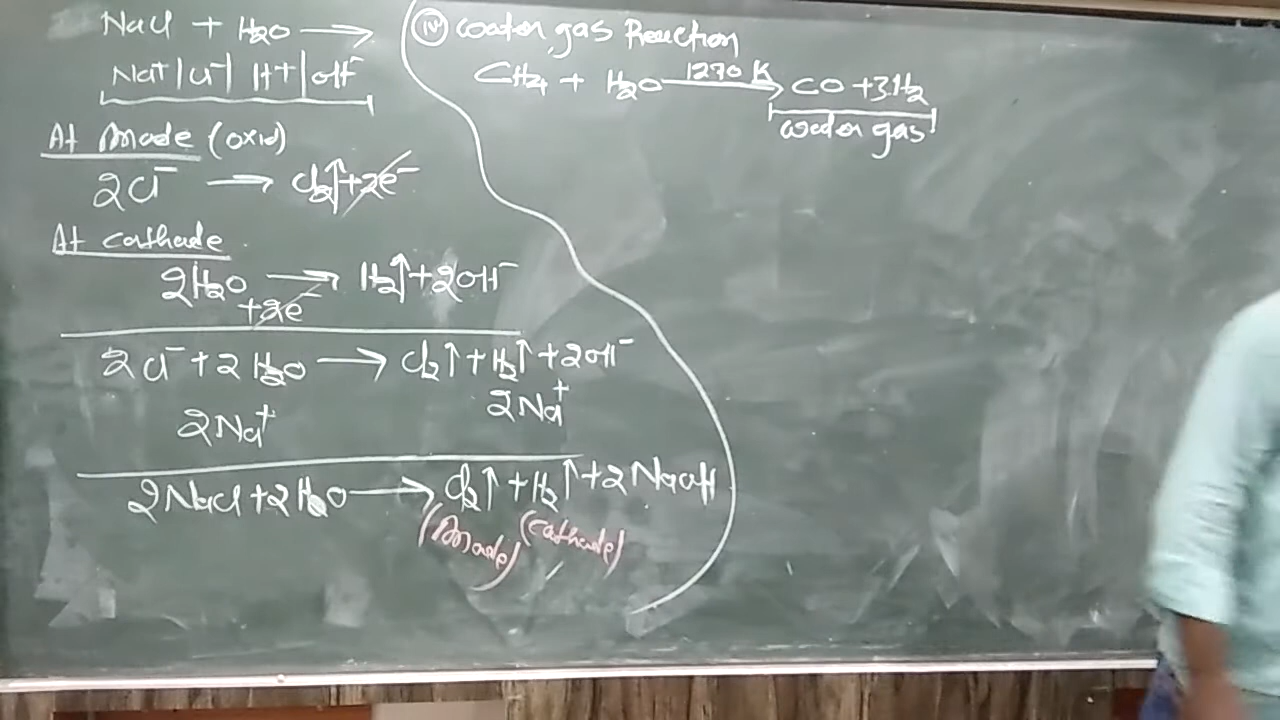 NaCl + H₂O ⟶
Na⁺|Cl⁻| H⁺|OH⁻
At Anode (oxid)
2Cl⁻ ⟶ Cl₂↑+2e⁻
At cathode
2H₂O ⟶ H₂↑+2OH⁻
+2e⁻
2Cl⁻+2H₂O ⟶ Cl₂↑+H₂↑+2OH⁻
2Na⁺ 2Na⁺
2NaCl+2H₂O ⟶ Cl₂↑+H₂↑+2NaOH
(Anode) (cathode)
(iv) water gas Reaction
CH₄ + H₂O —1270 K→ CO+3H₂
water gas